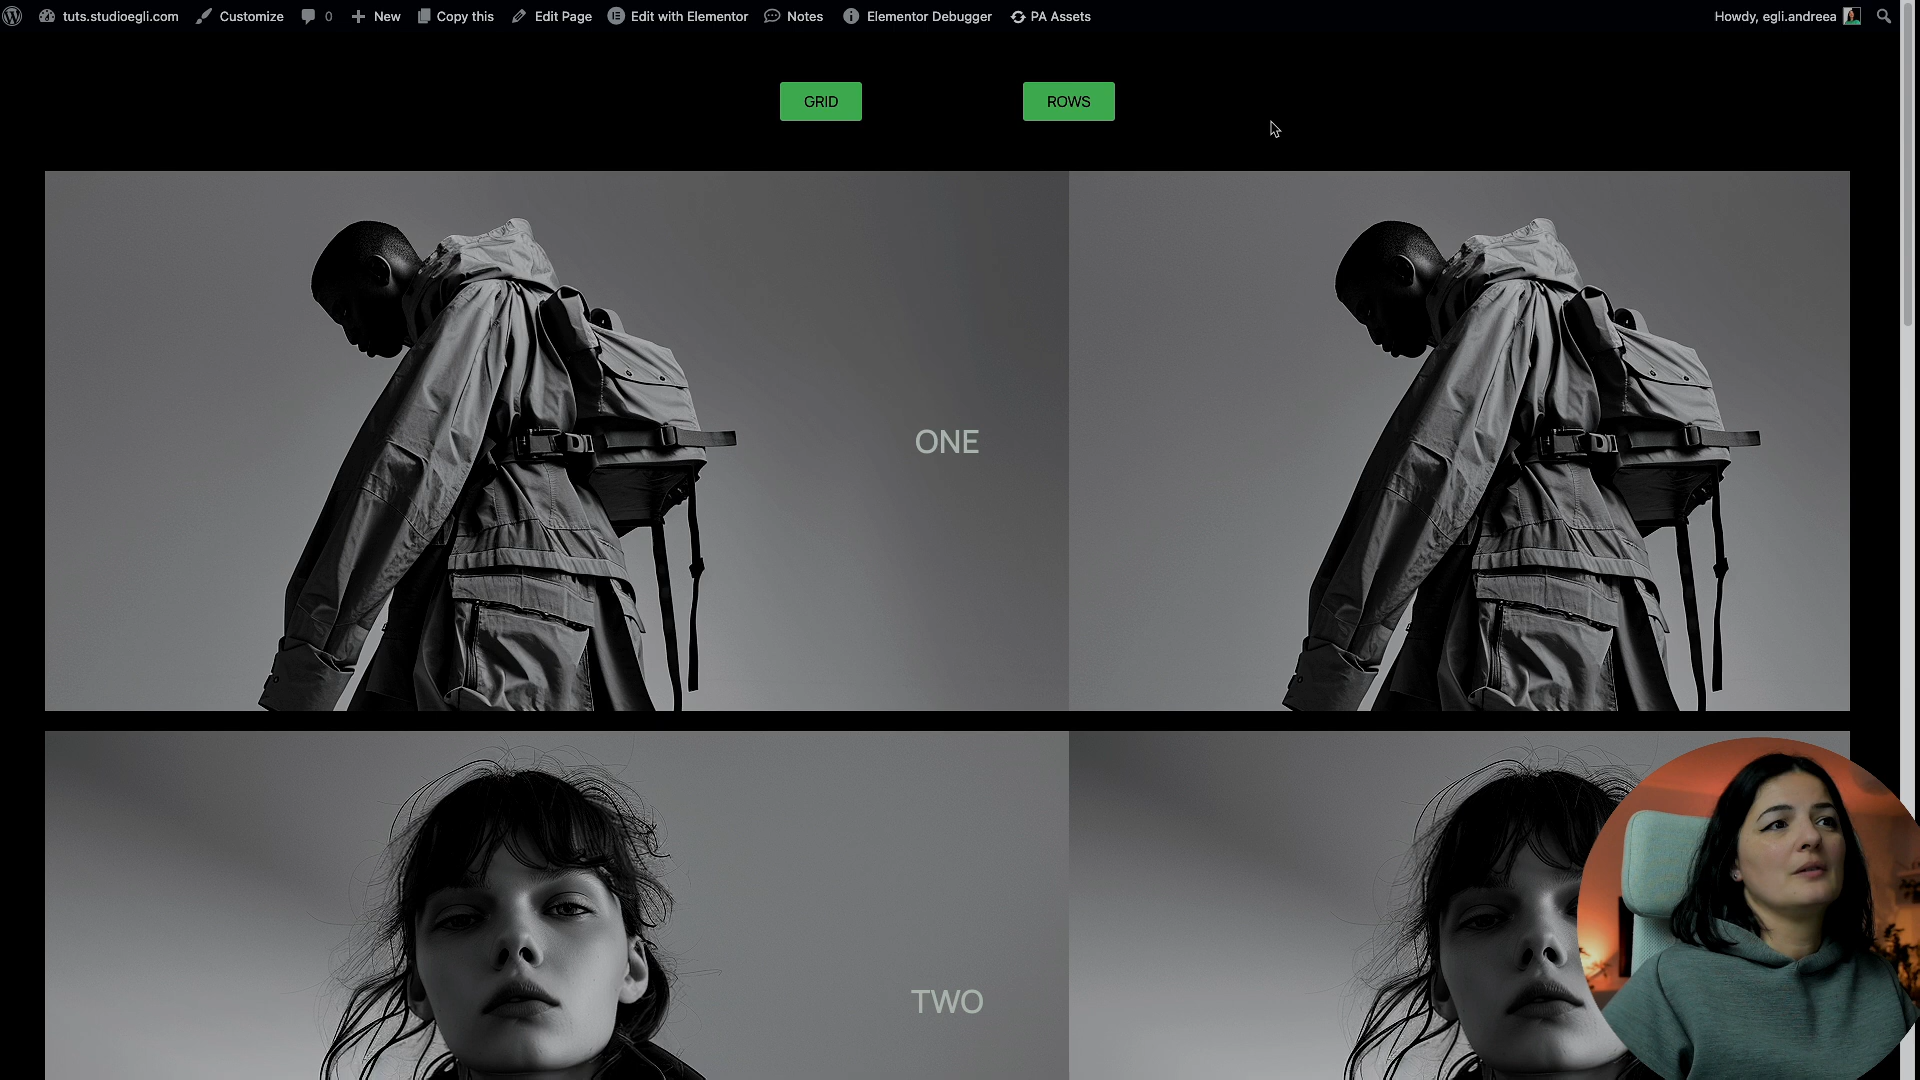 tuts.studioegli.com Customize 0 New Copy this Edit Page Edit with Elementor Notes Elementor Debugger PA Assets Howdy, egli.andreea
GRID ROWS
ONE
TWO